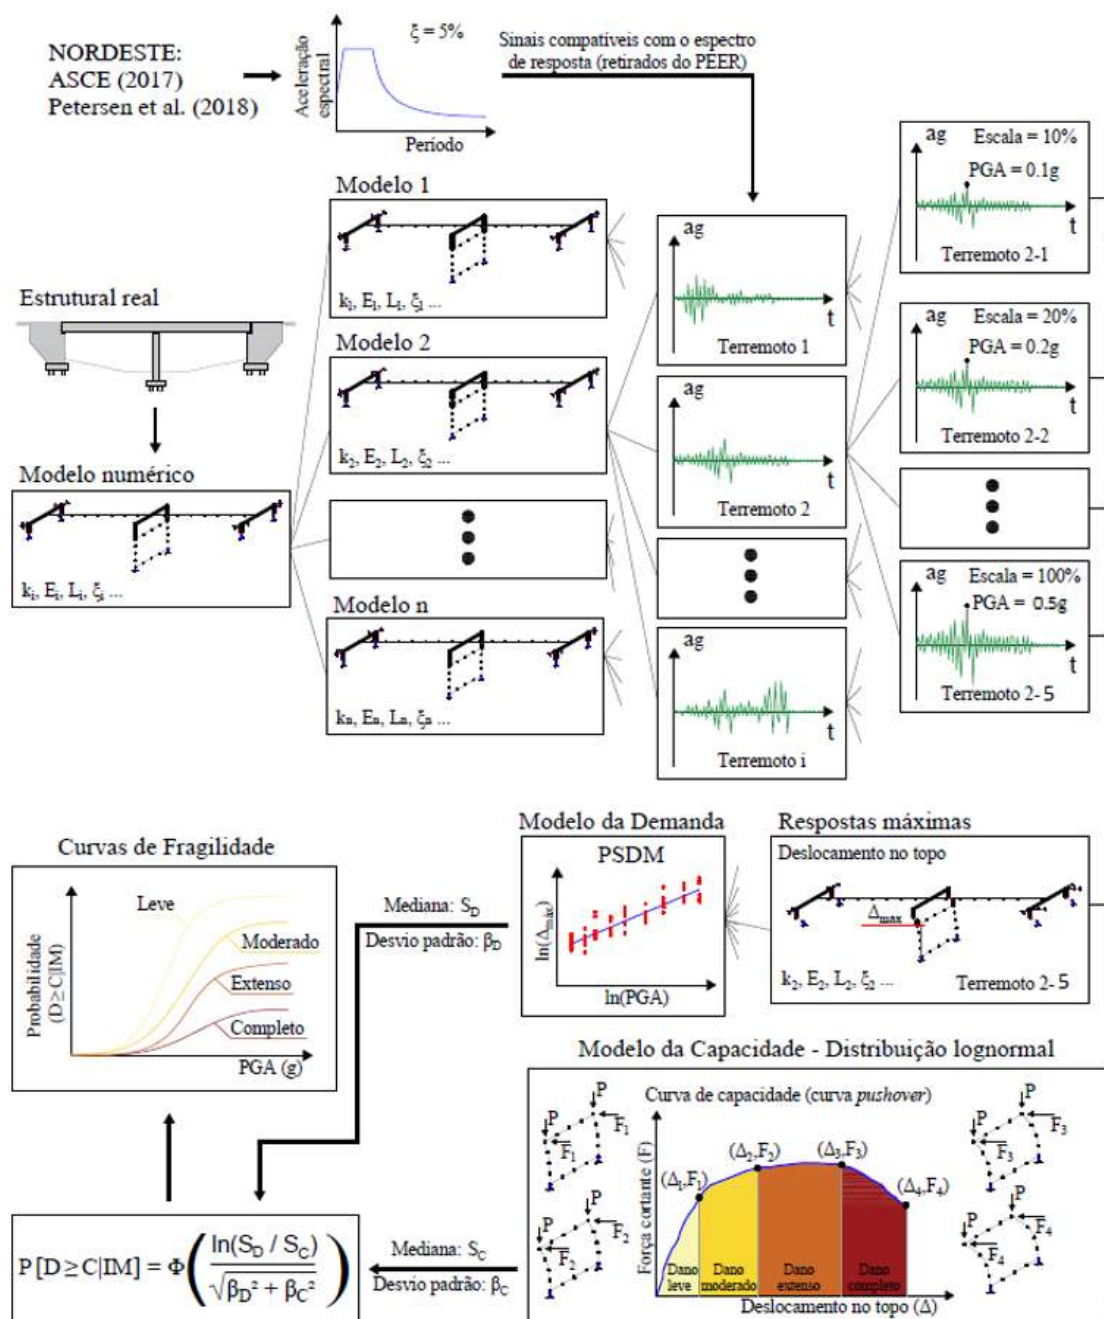 NORDESTE:
ASCE (2017)
Petersen et al. (2018)
Aceleração
espectral
ξ = 5%
Período
Sinais compatíveis com o espectro
de resposta (retirados do PEER)
Estrutural real
Modelo numérico
kᵢ, Eᵢ, Lᵢ, ξᵢ ...
Modelo 1
k₁, E₁, L₁, ξ₁ ...
Modelo 2
k₂, E₂, L₂, ξ₂ ...
Modelo n
kₙ, Eₙ, Lₙ, ξₙ ...
ag
t
Terremoto 1
ag
t
Terremoto 2
ag
t
Terremoto i
ag
Escala = 10%
PGA = 0.1g
t
Terremoto 2-1
ag
Escala = 20%
PGA = 0.2g
t
Terremoto 2-2
ag
Escala = 100%
PGA = 0.5g
t
Terremoto 2-5
Respostas máximas
Deslocamento no topo
Δmáx
k₂, E₂, L₂, ξ₂ ...
Terremoto 2-5
Modelo da Demanda
PSDM
ln(Δmáx)
ln(PGA)
Mediana: S_D
Desvio padrão: β_D
Curvas de Fragilidade
Probabilidade
(D≥C|IM)
Leve
Moderado
Extenso
Completo
PGA (g)
Modelo da Capacidade - Distribuição lognormal
Curva de capacidade (curva pushover)
P
P
F₁
F₁
P
P
F₂
F₂
Força cortante (F)
(Δ₁,F₁)
(Δ₂,F₂)
(Δ₃,F₃)
(Δ₄,F₄)
Dano
leve
Dano
moderado
Dano
extenso
Dano
completo
Deslocamento no topo (Δ)
P
P
F₃
F₃
P
P
F₄
F₄
Mediana: S_C
Desvio padrão: β_C
P[D≥C|IM] = Φ( ln(S_D / S_C) / √(β_D² + β_C²) )